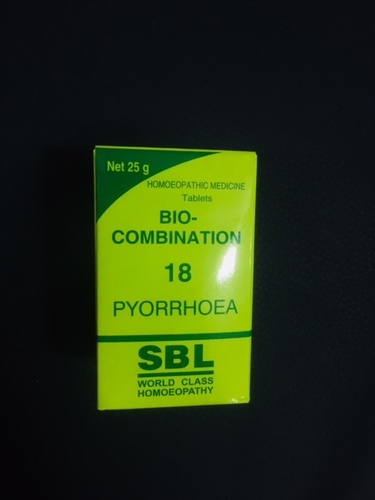 Net 25 g
HOMOEOPATHIC MEDICINE
Tablets
BIO-
COMBINATION
18
PYORRHOEA
SBL
WORLD CLASS
HOMOEOPATHY